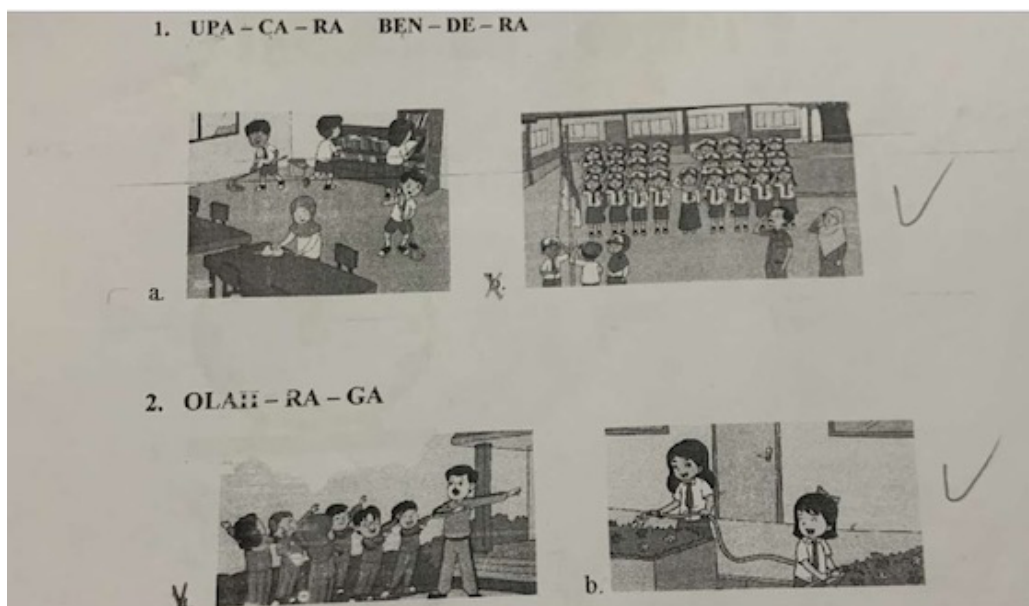 1. UPA – CA – RA BEN – DE – RA
a.
b.
2. OLAH – RA – GA
b.